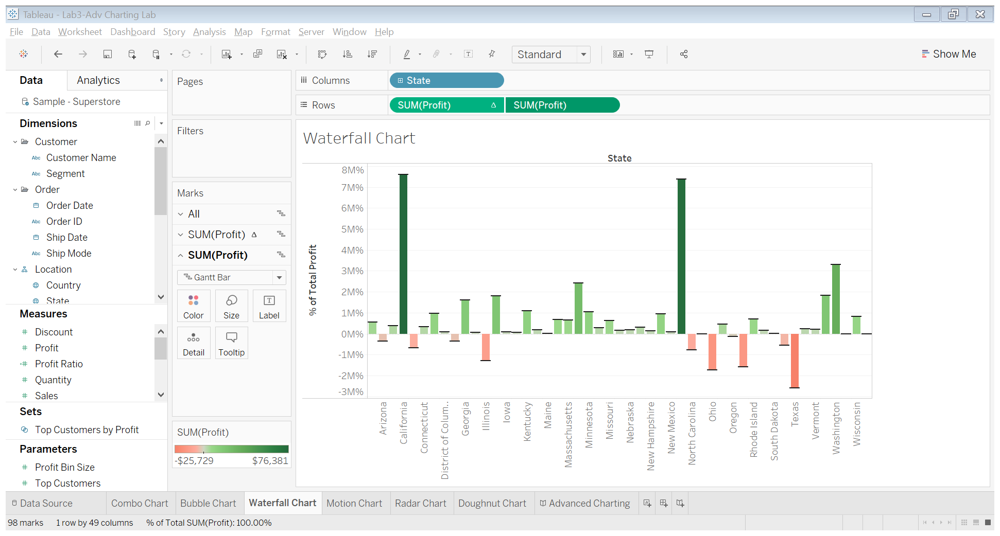 Tableau - Lab3-Adv Charting Lab
File Data Worksheet Dashboard Story Analysis Map Format Server Window Help
Standard
Show Me
Data Analytics
Sample - Superstore
Dimensions
Customer
Abc Customer Name
Abc Segment
Order
Order Date
Abc Order ID
Ship Date
Abc Ship Mode
Location
Country
State
Measures
# Discount
# Profit
=# Profit Ratio
# Quantity
# Sales
Sets
Top Customers by Profit
Parameters
# Profit Bin Size
# Top Customers
Pages
Filters
Marks
All
SUM(Profit) Δ
SUM(Profit)
Gantt Bar
Color Size Label
Detail Tooltip
SUM(Profit)
-$25,729 $76,381
Columns State
Rows SUM(Profit) Δ SUM(Profit)
Waterfall Chart
State
% of Total Profit
8M%
7M%
6M%
5M%
4M%
3M%
2M%
1M%
0M%
-1M%
-2M%
-3M%
Arizona
California
Connecticut
District of Colum..
Georgia
Illinois
Iowa
Kentucky
Maine
Massachusetts
Minnesota
Missouri
Nebraska
New Hampshire
New Mexico
North Carolina
Ohio
Oregon
Rhode Island
South Dakota
Texas
Vermont
Washington
Wisconsin
Data Source Combo Chart Bubble Chart Waterfall Chart Motion Chart Radar Chart Doughnut Chart Advanced Charting
98 marks 1 row by 49 columns % of Total SUM(Profit): 100.00%